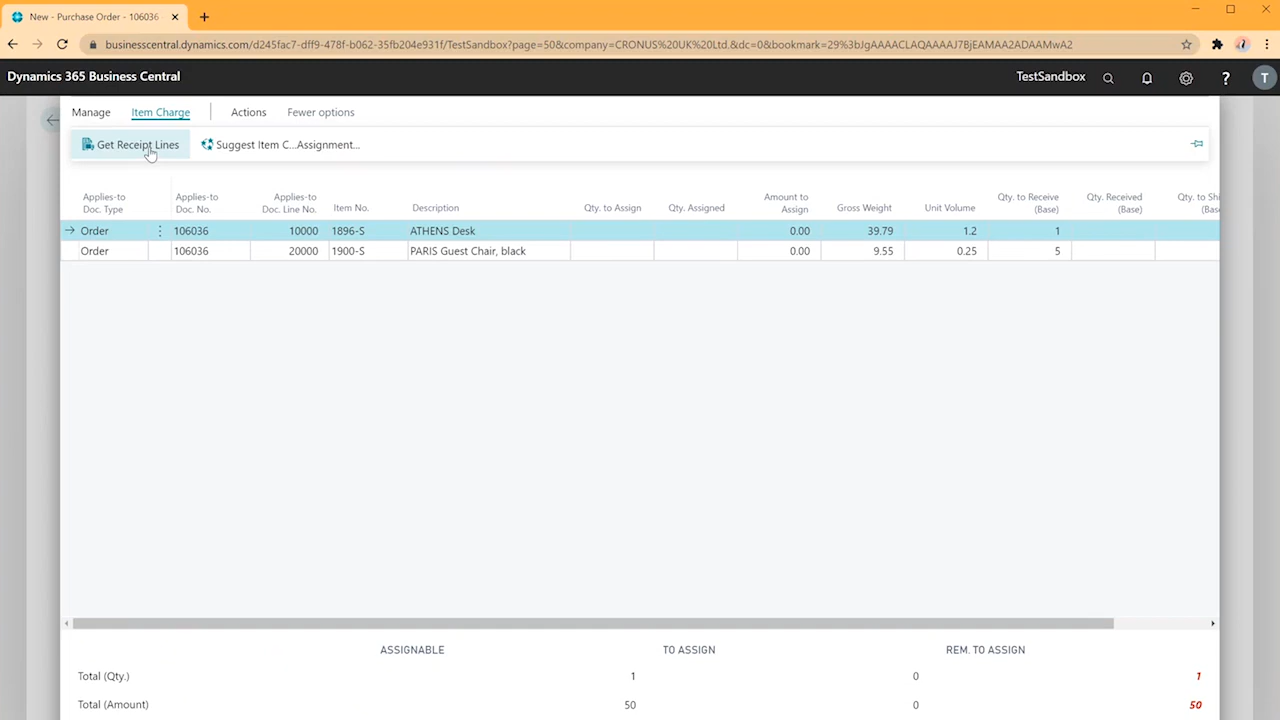 New - Purchase Order - 106036
businesscentral.dynamics.com/d245fac7-dff9-478f-b062-35fb204e931f/TestSandbox?page=50&company=CRONUS%20UK%20Ltd.&dc=0&bookmark=29%3bJgAAAACLAQAAAAJ7BjEAMAA2ADAAMwA2
Dynamics 365 Business Central
TestSandbox
?
T
Manage
Item Charge
Actions
Fewer options
Get Receipt Lines
Suggest Item C...Assignment...
Applies-to Doc. Type
Applies-to Doc. No.
Applies-to Doc. Line No.
Item No.
Description
Qty. to Assign
Qty. Assigned
Amount to Assign
Gross Weight
Unit Volume
Qty. to Receive (Base)
Qty. Received (Base)
Qty. to Shi (Base
Order 106036 10000 1896-S ATHENS Desk 0.00 39.79 1.2 1
Order 106036 20000 1900-S PARIS Guest Chair, black 0.00 9.55 0.25 5
ASSIGNABLE TO ASSIGN REM. TO ASSIGN
Total (Qty.) 1 0 1
Total (Amount) 50 0 50